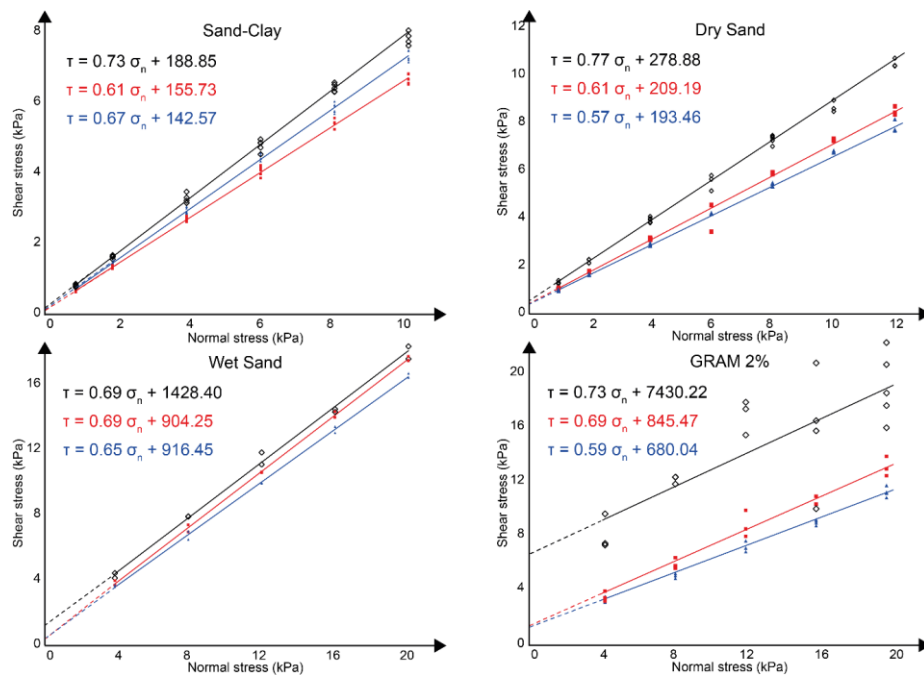 Sand-Clay
τ = 0.73 σn + 188.85
τ = 0.61 σn + 155.73
τ = 0.67 σn + 142.57
Shear stress (kPa)
8
6
4
2
0
0 2 4 6 8 10
Normal stress (kPa)
Dry Sand
τ = 0.77 σn + 278.88
τ = 0.61 σn + 209.19
τ = 0.57 σn + 193.46
Shear stress (kPa)
12
10
8
6
4
2
0
0 2 4 6 8 10 12
Normal stress (kPa)
Wet Sand
τ = 0.69 σn + 1428.40
τ = 0.69 σn + 904.25
τ = 0.65 σn + 916.45
Shear stress (kPa)
16
12
8
4
0
0 4 8 12 16 20
Normal stress (kPa)
GRAM 2%
τ = 0.73 σn + 7430.22
τ = 0.69 σn + 845.47
τ = 0.59 σn + 680.04
Shear stress (kPa)
20
16
12
8
4
0
0 4 8 12 16 20
Normal stress (kPa)